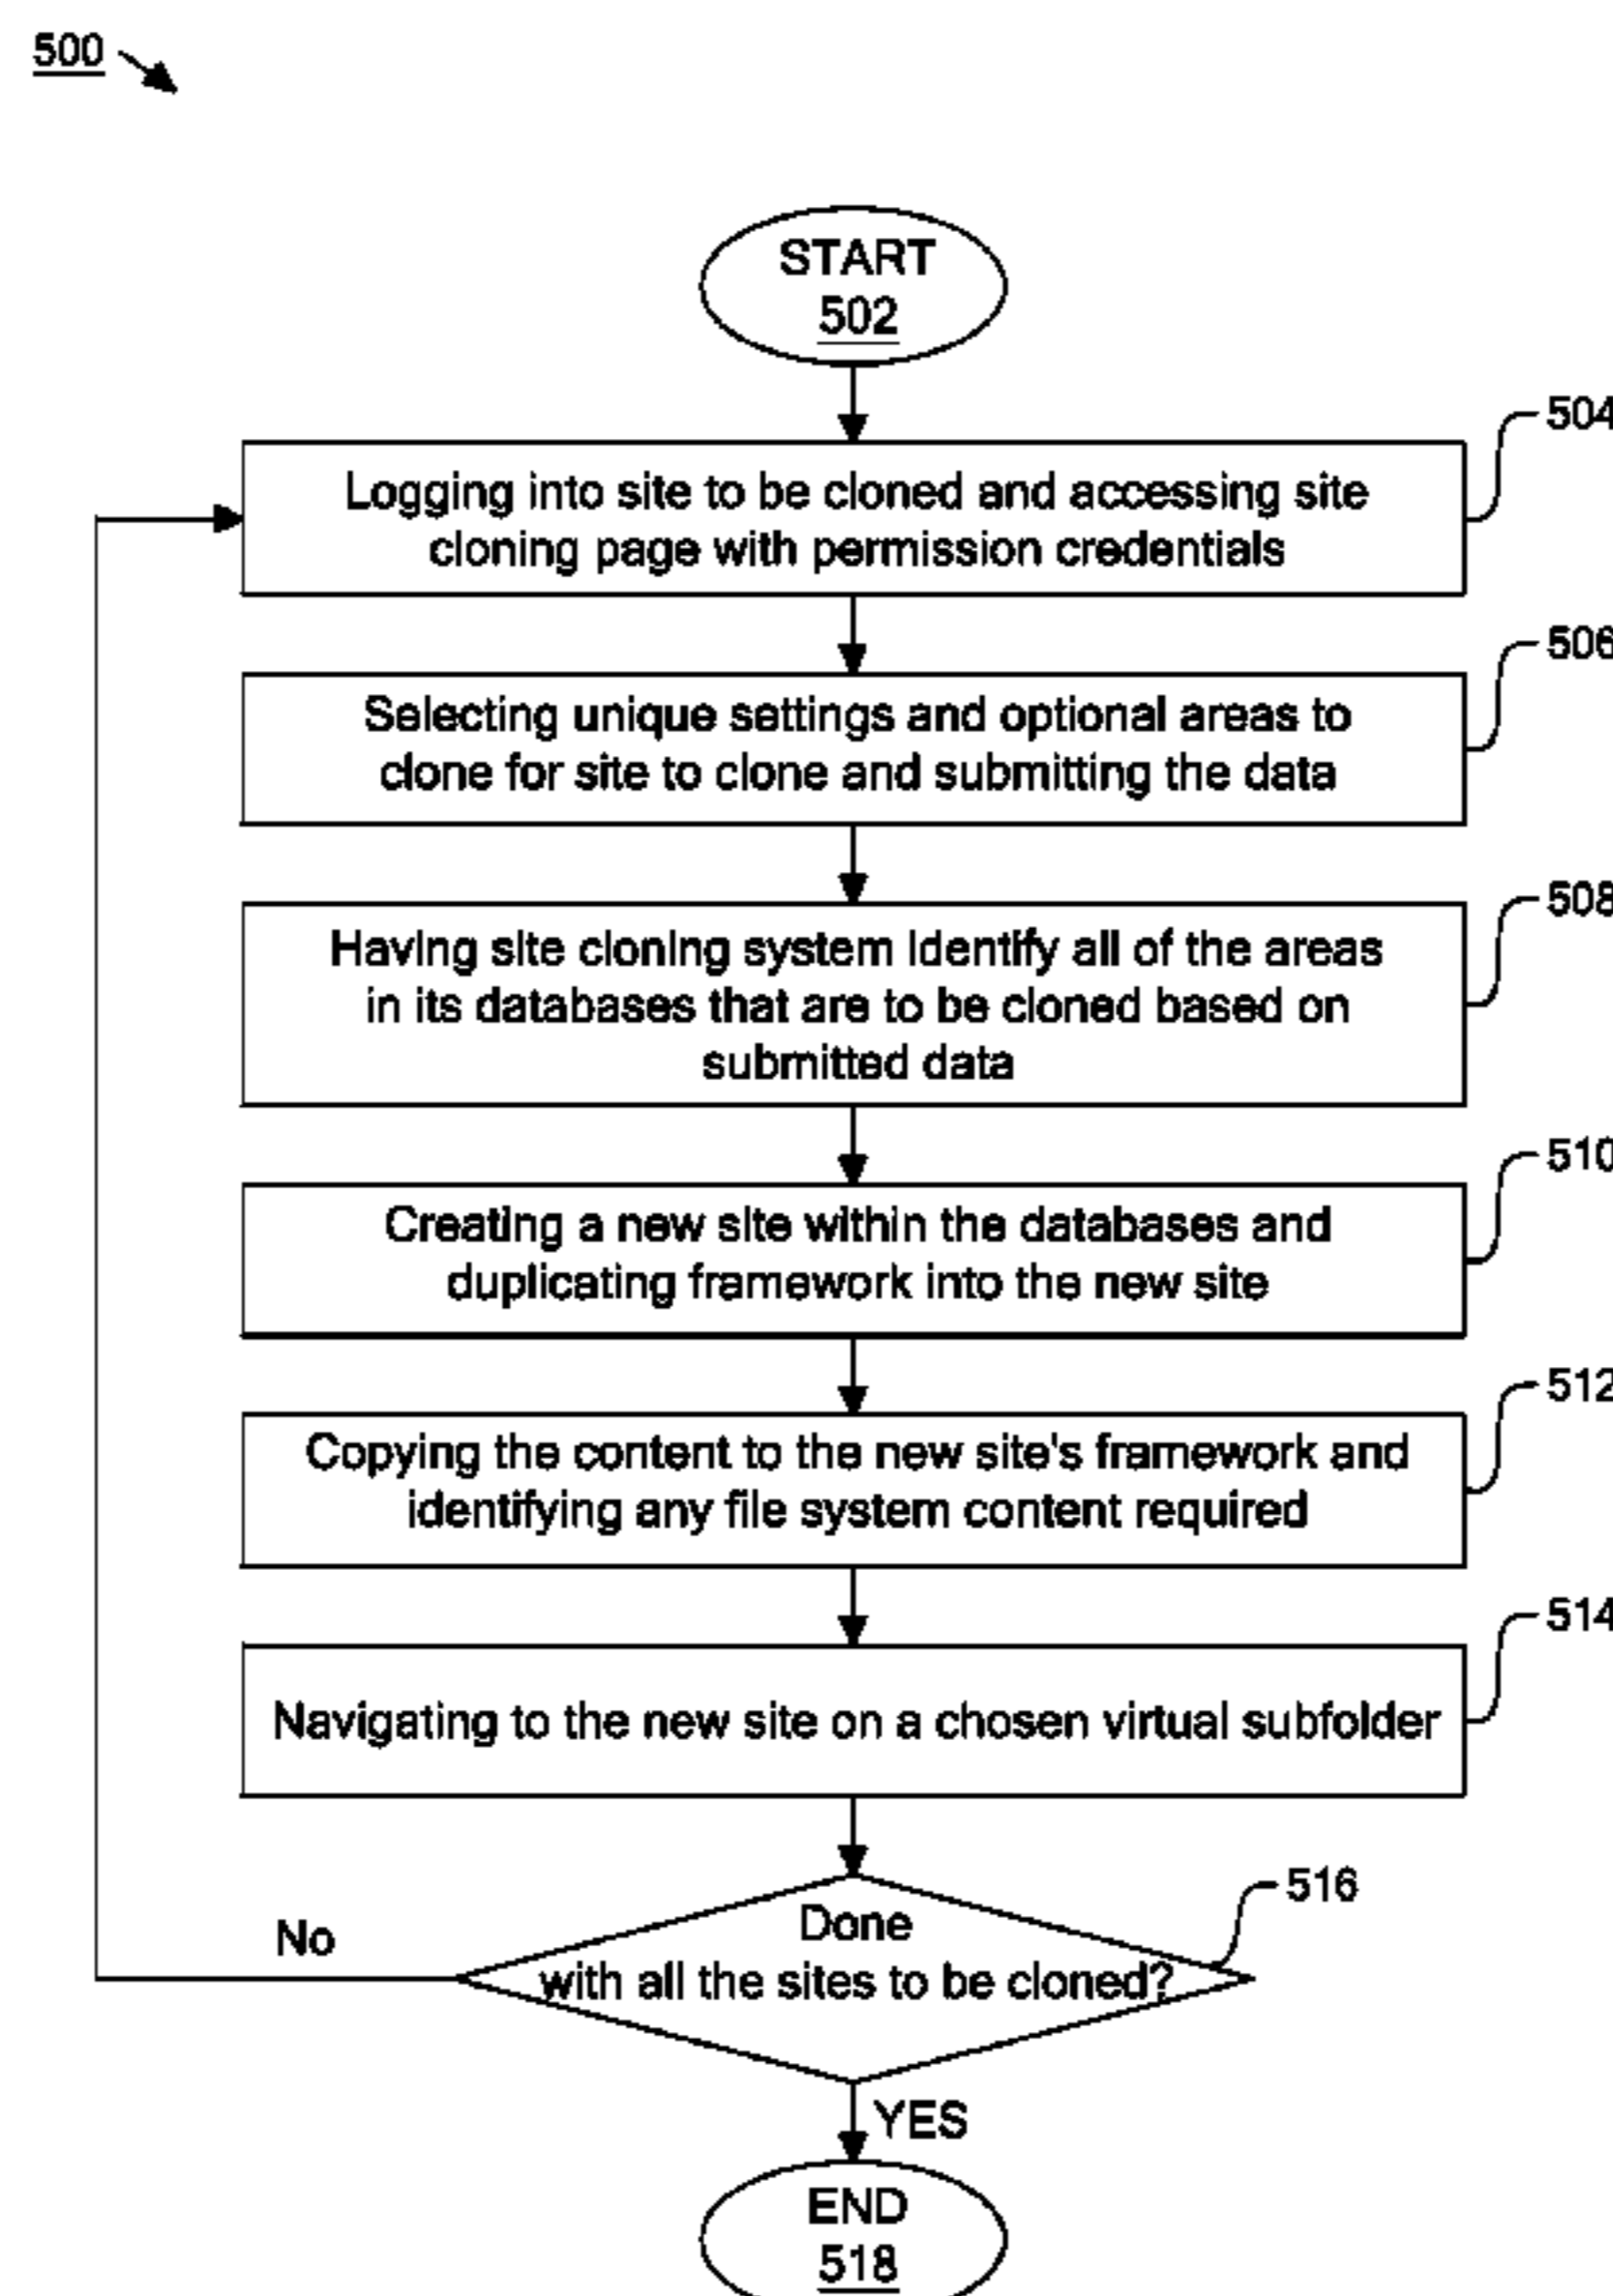 500
START
502
504
Logging into site to be cloned and accessing site
cloning page with permission credentials
506
Selecting unique settings and optional areas to
clone for site to clone and submitting the data
508
Having site cloning system identify all of the areas
in its databases that are to be cloned based on
submitted data
510
Creating a new site within the databases and
duplicating framework into the new site
512
Copying the content to the new site's framework and
identifying any file system content required
514
Navigating to the new site on a chosen virtual subfolder
516
Done
with all the sites to be cloned?
No
YES
END
518